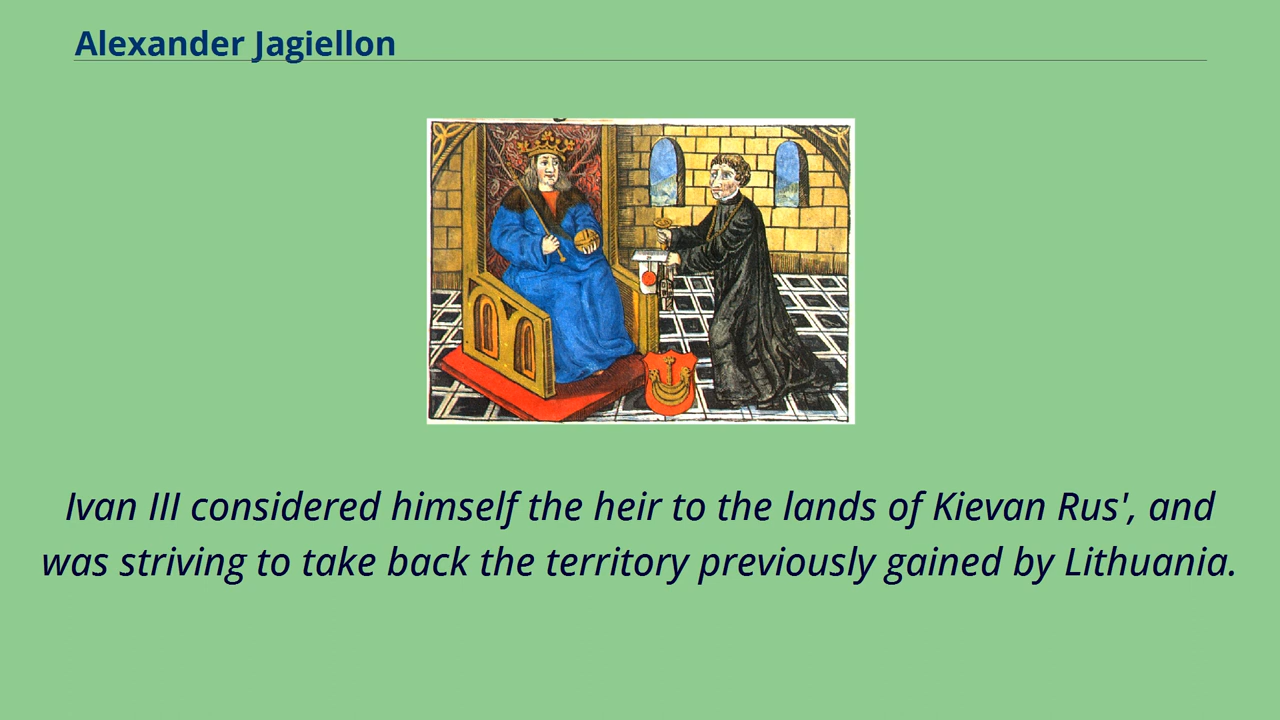 Alexander Jagiellon
Ivan III considered himself the heir to the lands of Kievan Rus', and
was striving to take back the territory previously gained by Lithuania.